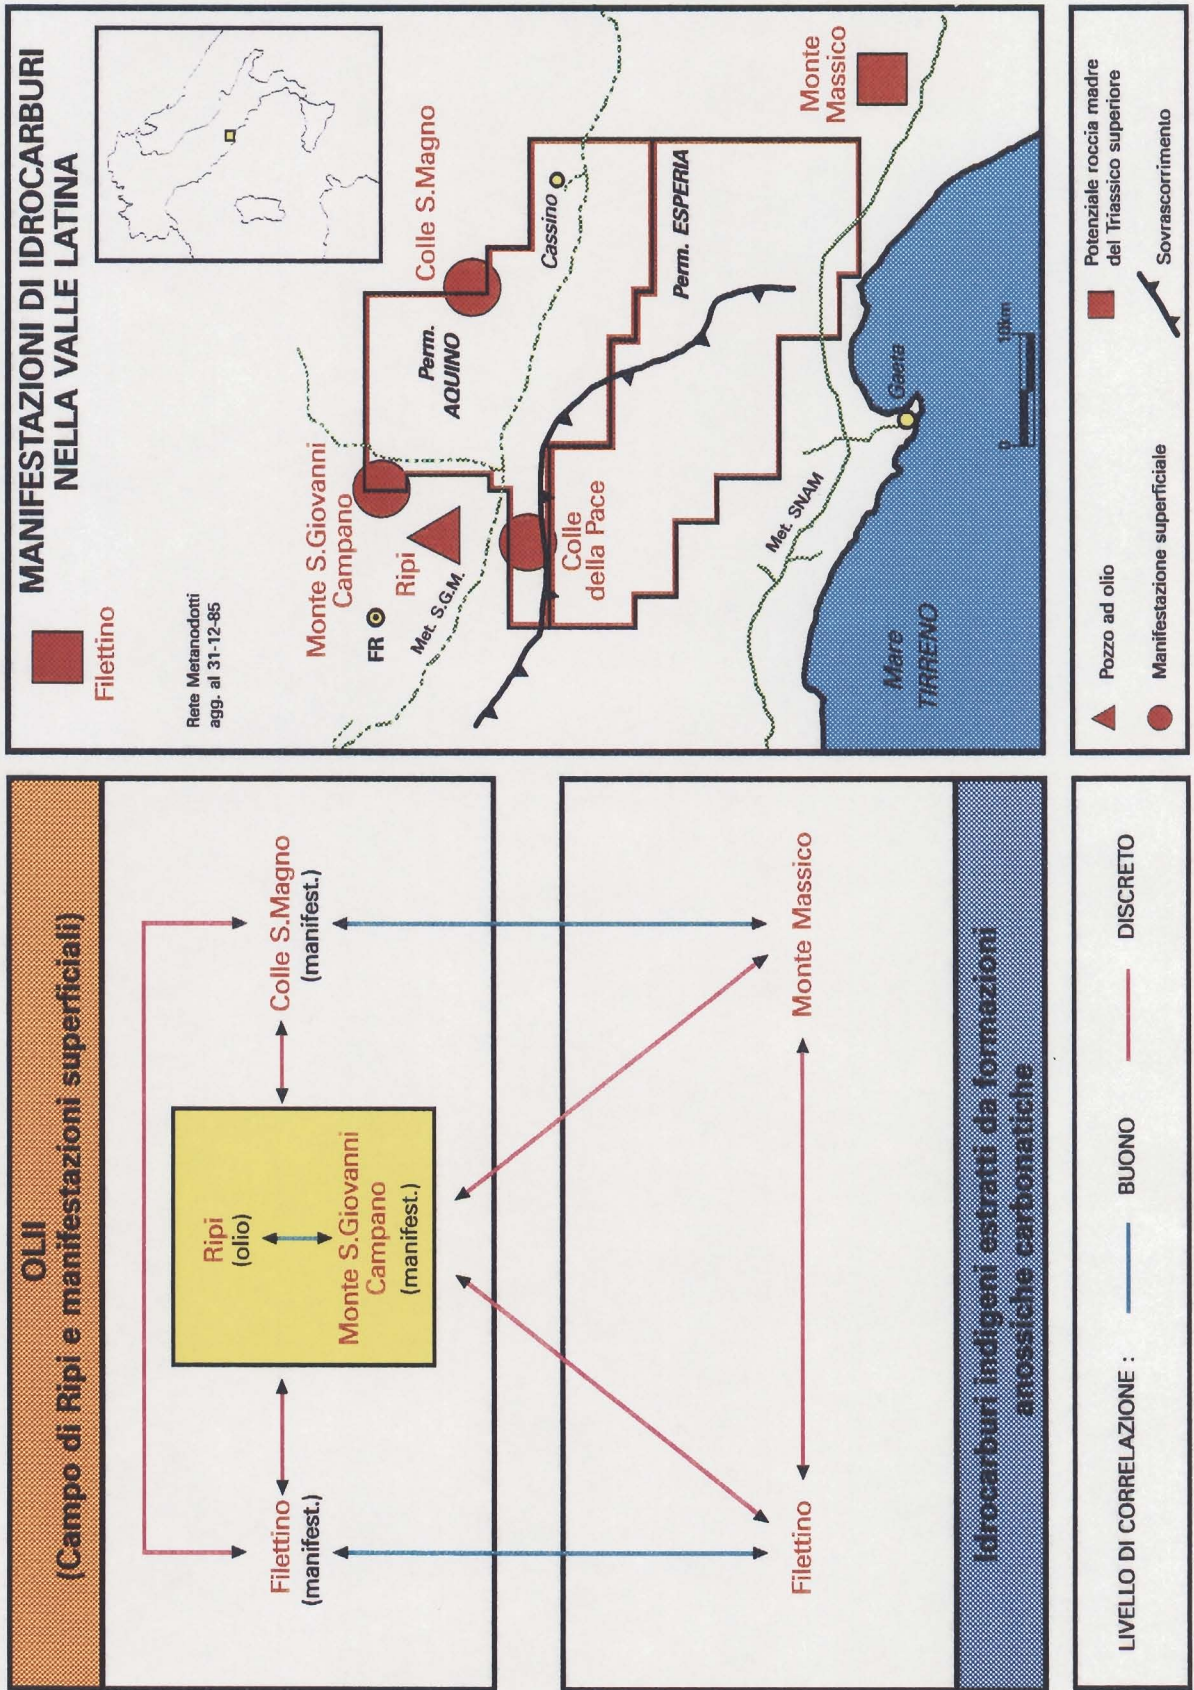 OLII
(Campo di Ripi e manifestazioni superficiali)
Filettino
(manifest.)
Ripi
(olio)
Monte S.Giovanni
Campano
(manifest.)
Colle S.Magno
(manifest.)
Filettino
Monte Massico
Idrocarburi indigeni estratti da formazioni
anossiche carbonatiche
LIVELLO DI CORRELAZIONE :
BUONO
DISCRETO
MANIFESTAZIONI DI IDROCARBURI
NELLA VALLE LATINA
Filettino
Rete Metanodotti
agg. al 31-12-85
Monte S.Giovanni
Campano
FR
Ripi
Met. S.G.M.
Colle S.Magno
Perm.
AQUINO
Cassino
Colle
della Pace
Perm. ESPERIA
Monte
Massico
Met. SNAM
Gaeta
Mare
TIRRENO
0
10km
Pozzo ad olio
Manifestazione superficiale
Potenziale roccia madre
del Triassico superiore
Sovrascorrimento